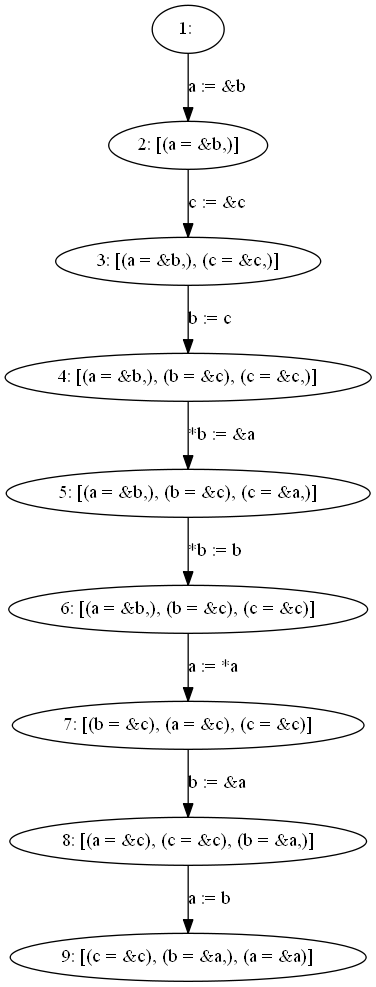 1:
a := &b
2: [(a = &b,)]
c := &c
3: [(a = &b,), (c = &c,)]
b := c
4: [(a = &b,), (b = &c), (c = &c,)]
*b := &a
5: [(a = &b,), (b = &c), (c = &a,)]
*b := b
6: [(a = &b,), (b = &c), (c = &c)]
a := *a
7: [(b = &c), (a = &c), (c = &c)]
b := &a
8: [(a = &c), (c = &c), (b = &a,)]
a := b
9: [(c = &c), (b = &a,), (a = &a)]